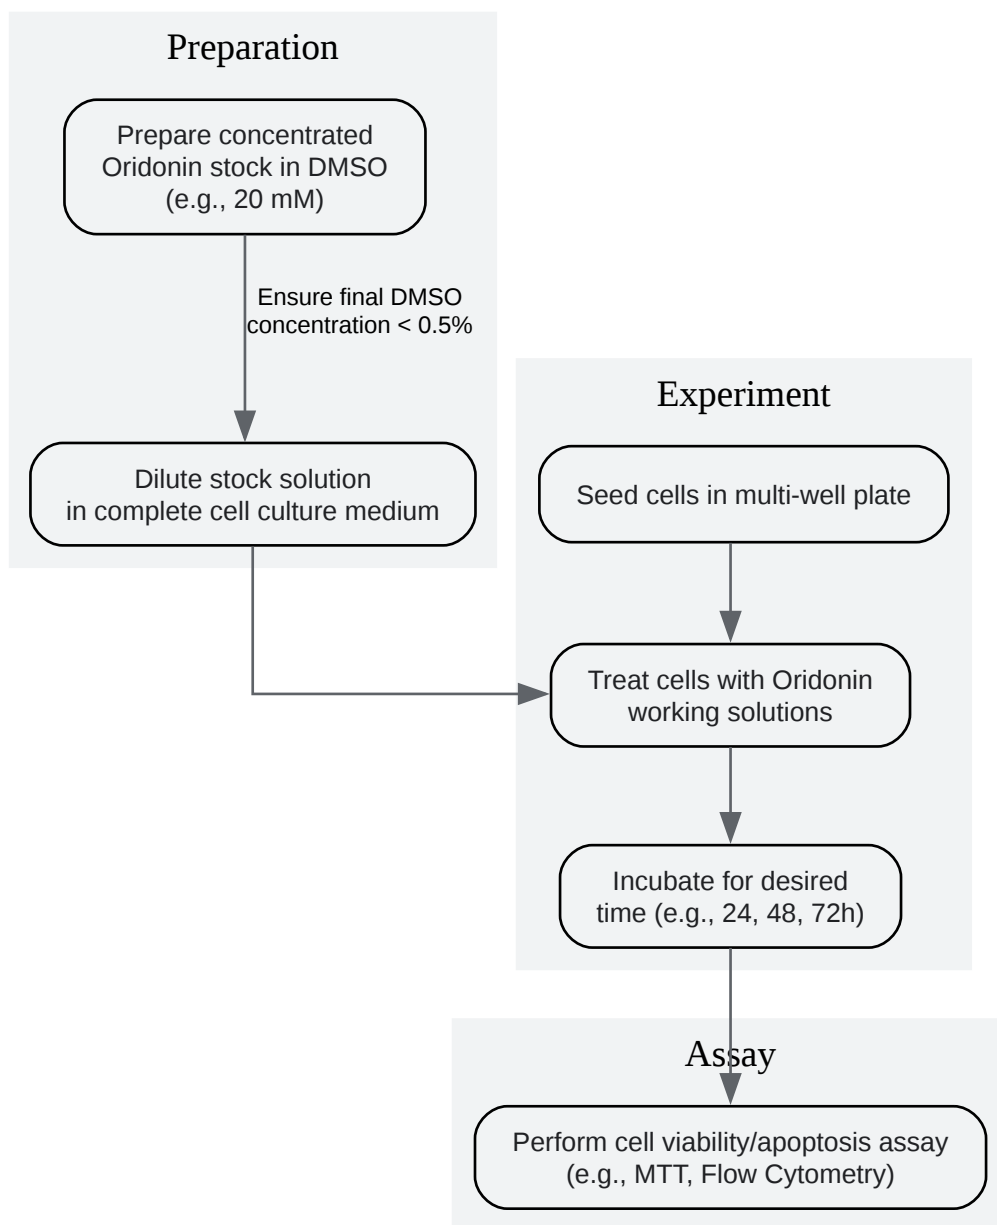 Preparation
Prepare concentrated
Oridonin stock in DMSO
(e.g., 20 mM)
Ensure final DMSO
concentration < 0.5%
Dilute stock solution
in complete cell culture medium
Experiment
Seed cells in multi-well plate
Treat cells with Oridonin
working solutions
Incubate for desired
time (e.g., 24, 48, 72h)
Assay
Perform cell viability/apoptosis assay
(e.g., MTT, Flow Cytometry)